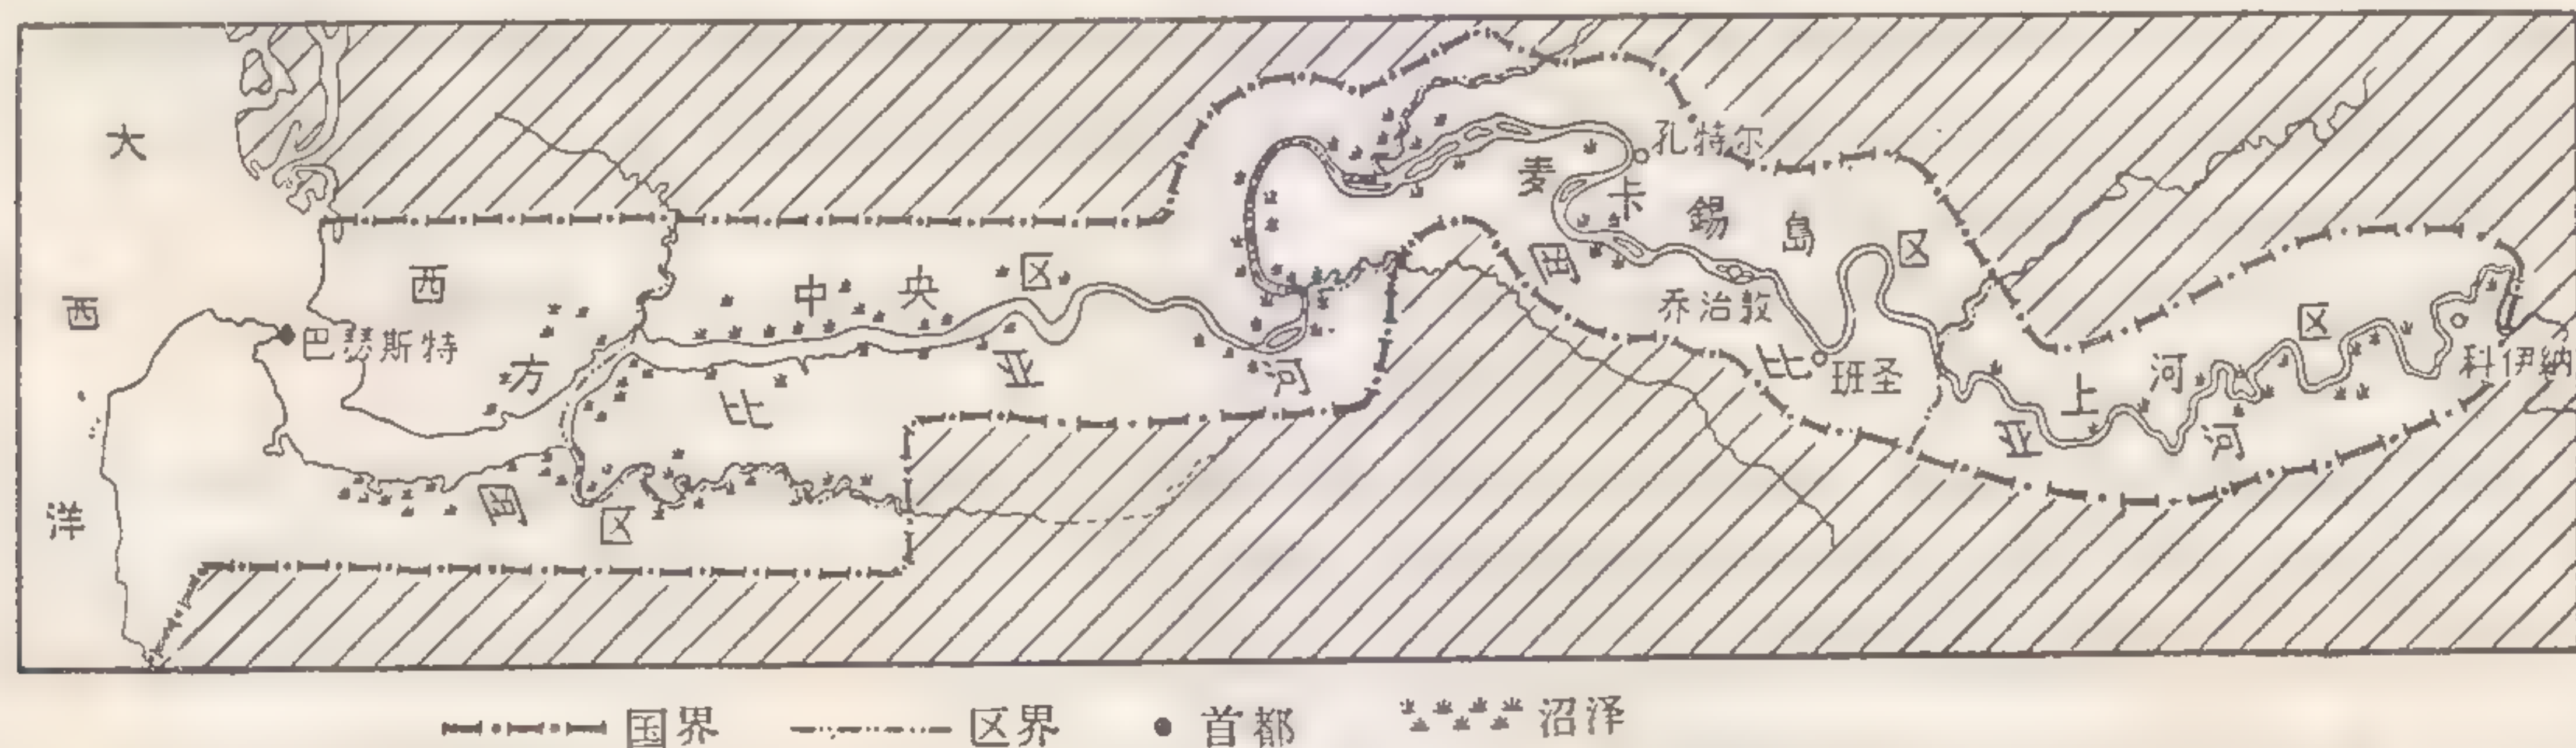 大西洋
西方区
巴瑟斯特
中央区
冈比亚河
麦卡锡岛区
孔特尔
冈比亚河
乔治敦
班圣
上河区
科伊纳
国界 区界 首都 沼泽